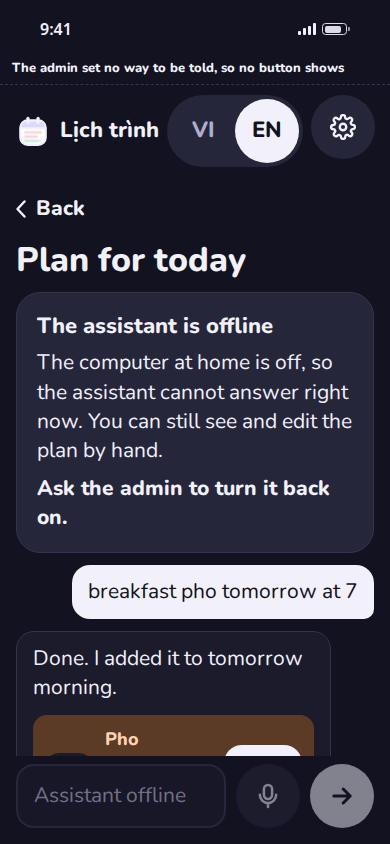 9:41
The admin set no way to be told, so no button shows
Lịch trình
VI
EN
Back
Plan for today
The assistant is offline
The computer at home is off, so
the assistant cannot answer right
now. You can still see and edit the
plan by hand.
Ask the admin to turn it back
on.
breakfast pho tomorrow at 7
Done. I added it to tomorrow
morning.
Pho
Assistant offline